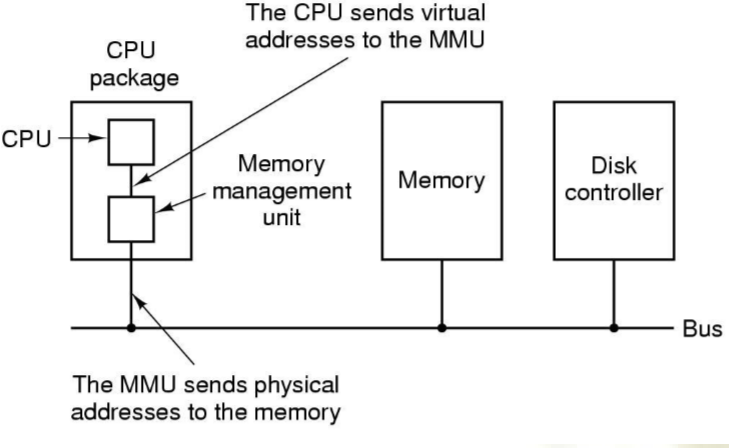 The CPU sends virtual
addresses to the MMU
CPU
package
CPU
Memory
management
unit
Memory
Disk
controller
Bus
The MMU sends physical
addresses to the memory